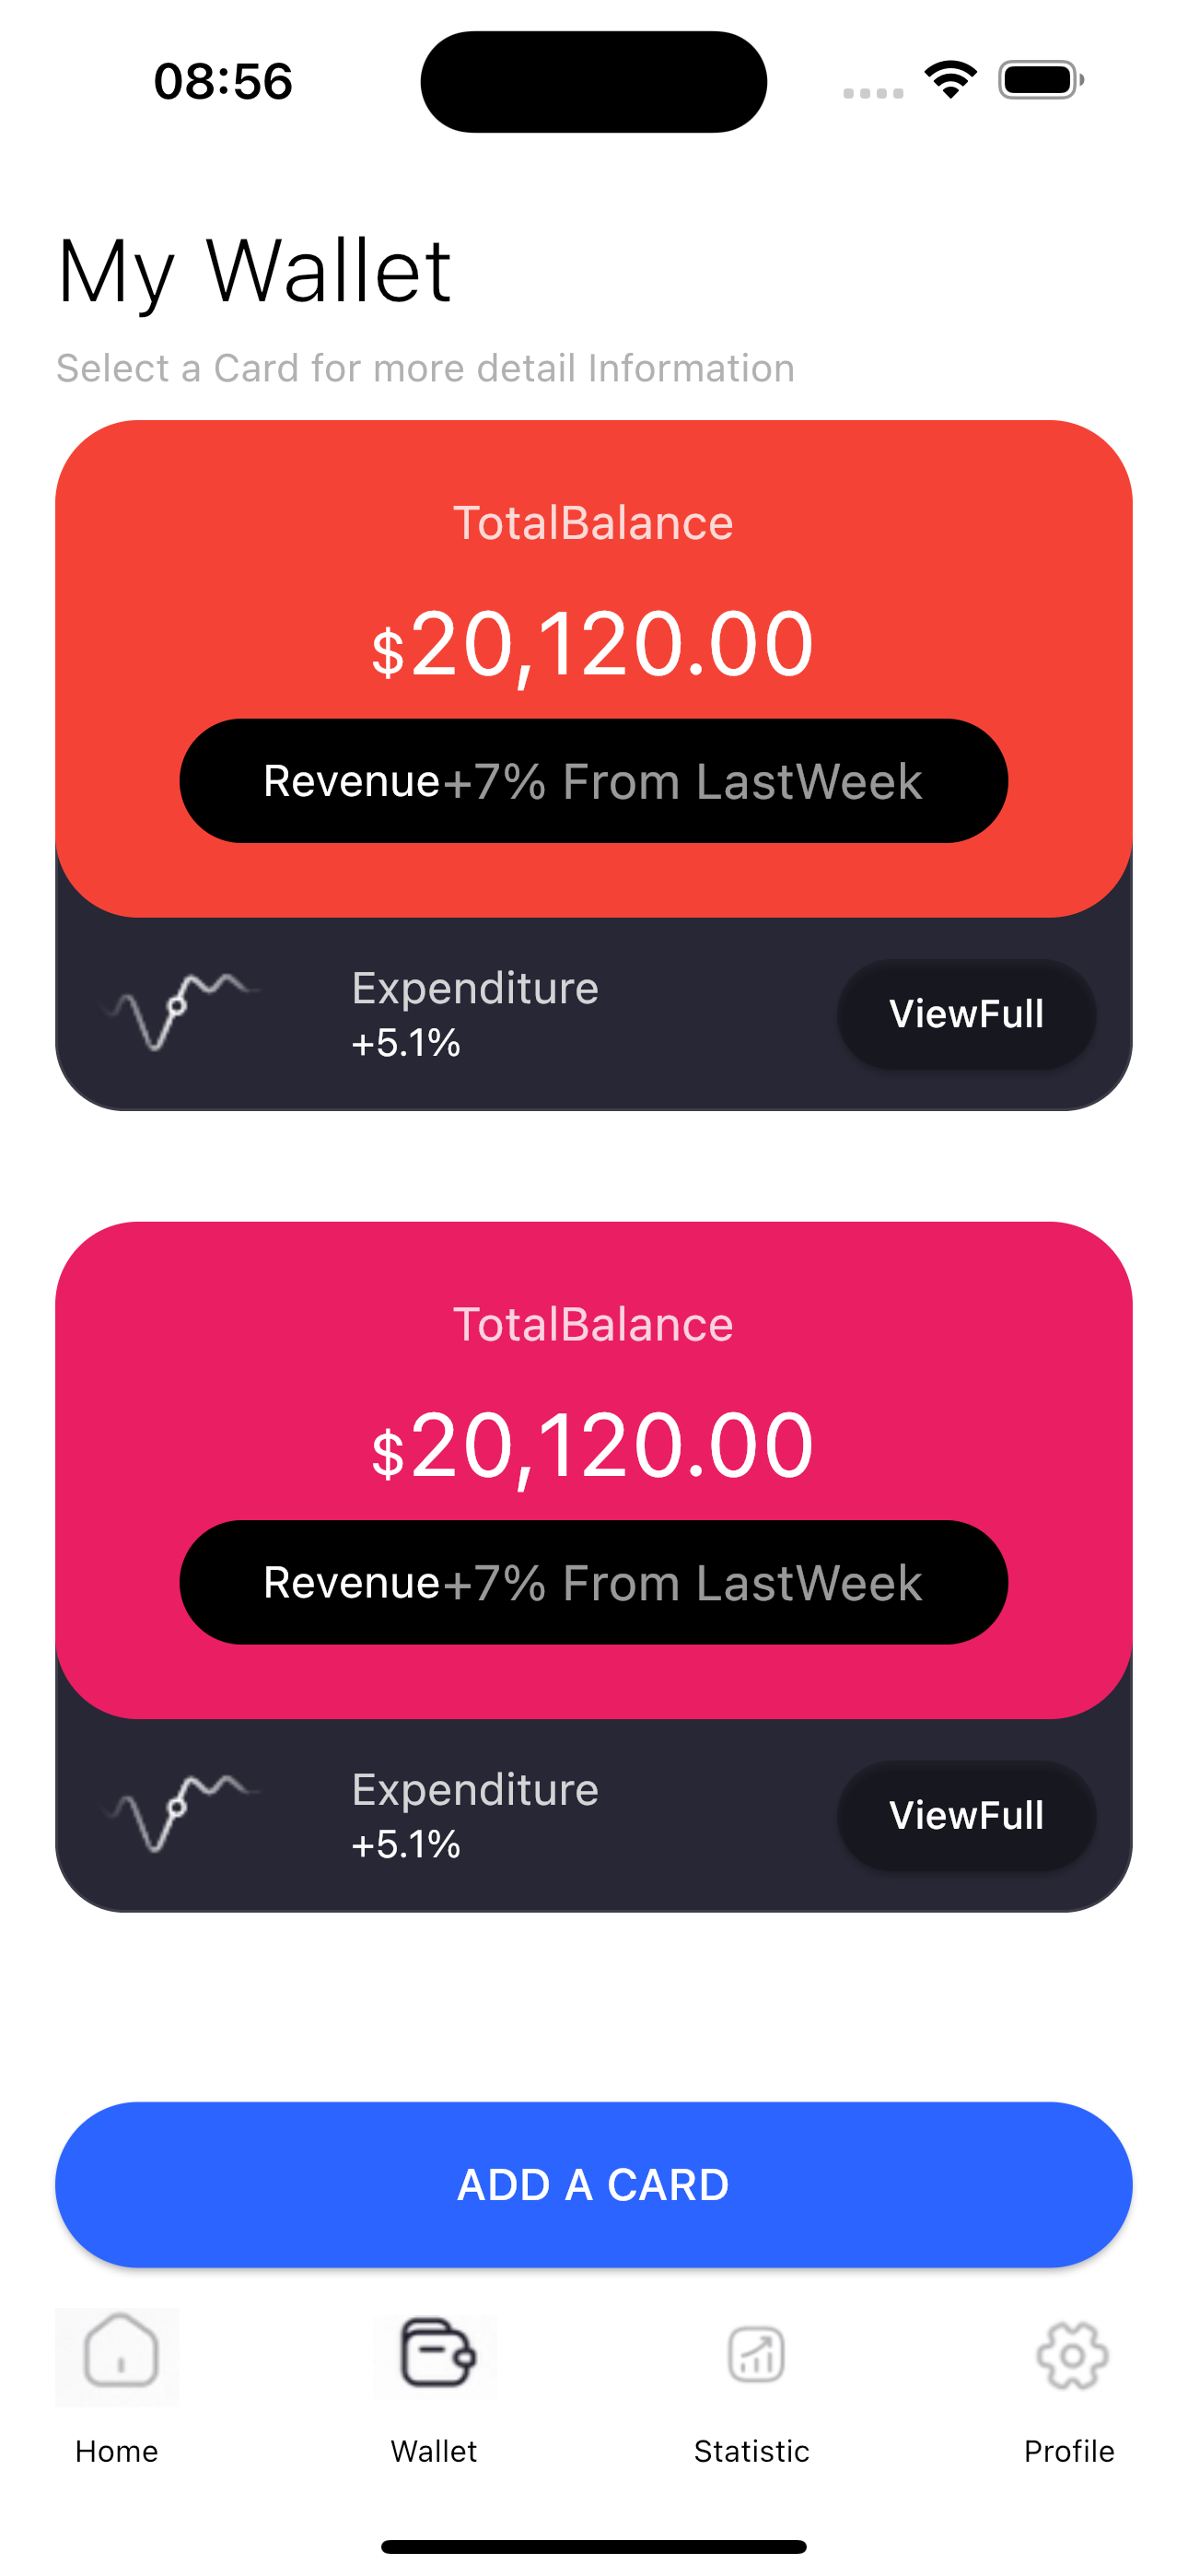 08:56
My Wallet
Select a Card for more detail Information
TotalBalance
$20,120.00
Revenue+7% From LastWeek
Expenditure
+5.1%
ViewFull
TotalBalance
$20,120.00
Revenue+7% From LastWeek
Expenditure
+5.1%
ViewFull
ADD A CARD
Home Wallet Statistic Profile